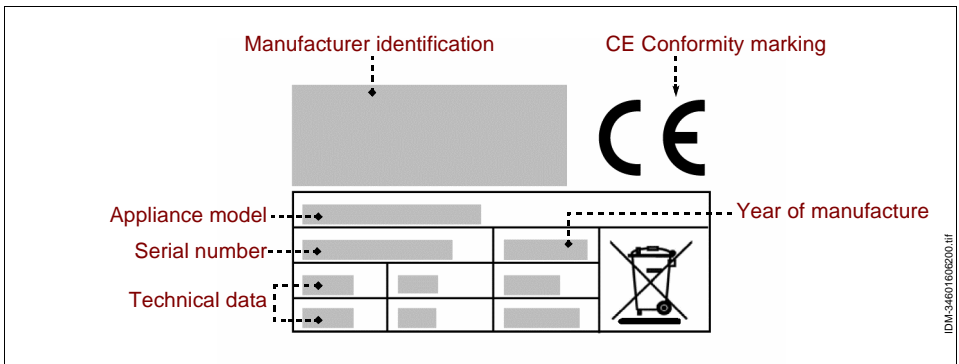 Manufacturer identification
CE Conformity marking
CE
Appliance model
Year of manufacture
Serial number
Technical data
IDM-34601606200.tif